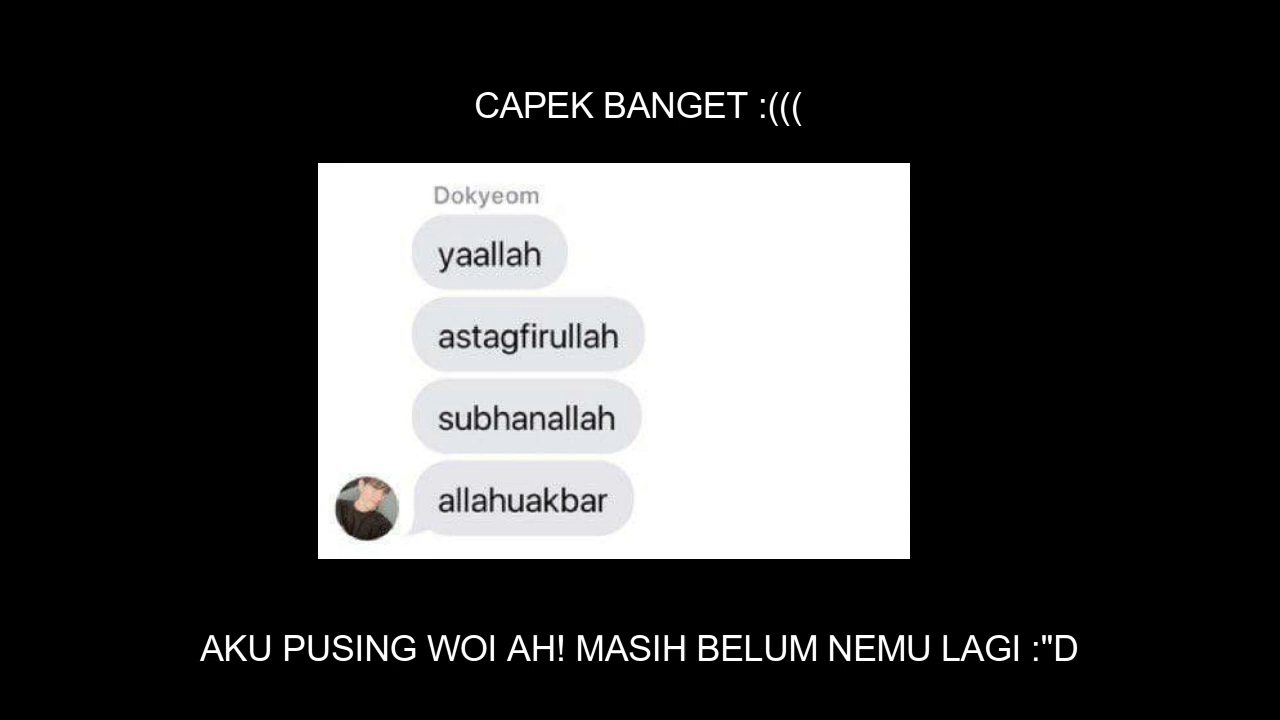 CAPEK BANGET :(((
Dokyeom
yaallah
astagfirullah
subhanallah
allahuakbar
AKU PUSING WOI AH! MASIH BELUM NEMU LAGI :"D